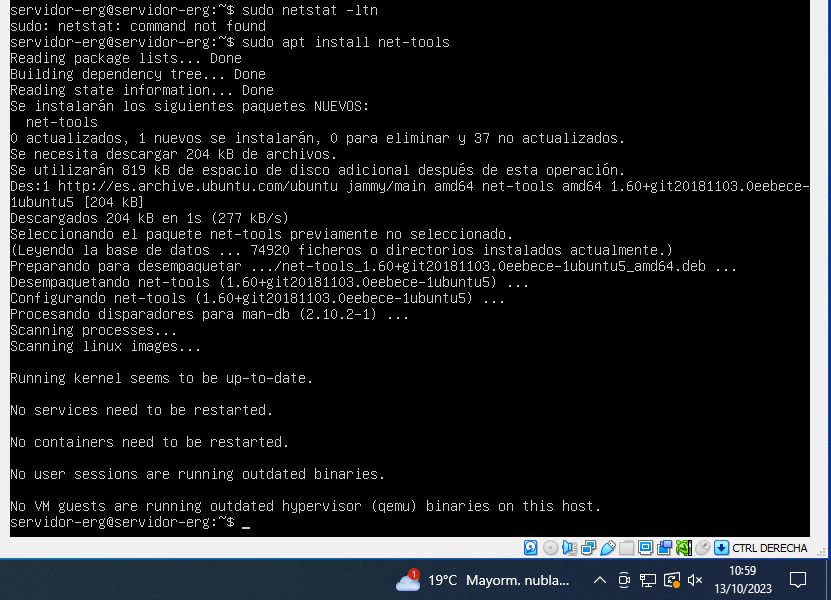 servidor-erg@servidor-erg:~$ sudo netstat -ltn
sudo: netstat: command not found
servidor-erg@servidor-erg:~$ sudo apt install net-tools
Reading package lists... Done
Building dependency tree... Done
Reading state information... Done
Se instalarán los siguientes paquetes NUEVOS:
  net-tools
0 actualizados, 1 nuevos se instalarán, 0 para eliminar y 37 no actualizados.
Se necesita descargar 204 kB de archivos.
Se utilizarán 819 kB de espacio de disco adicional después de esta operación.
Des:1 http://es.archive.ubuntu.com/ubuntu jammy/main amd64 net-tools amd64 1.60+git20181103.0eebece-
1ubuntu5 [204 kB]
Descargados 204 kB en 1s (277 kB/s)
Seleccionando el paquete net-tools previamente no seleccionado.
(Leyendo la base de datos ... 74920 ficheros o directorios instalados actualmente.)
Preparando para desempaquetar .../net-tools_1.60+git20181103.0eebece-1ubuntu5_amd64.deb ...
Desempaquetando net-tools (1.60+git20181103.0eebece-1ubuntu5) ...
Configurando net-tools (1.60+git20181103.0eebece-1ubuntu5) ...
Procesando disparadores para man-db (2.10.2-1) ...
Scanning processes...
Scanning linux images...
Running kernel seems to be up-to-date.
No services need to be restarted.
No containers need to be restarted.
No user sessions are running outdated binaries.
No VM guests are running outdated hypervisor (qemu) binaries on this host.
servidor-erg@servidor-erg:~$ _
CTRL DERECHA
1 19°C Mayorm. nubla... 10:59
13/10/2023